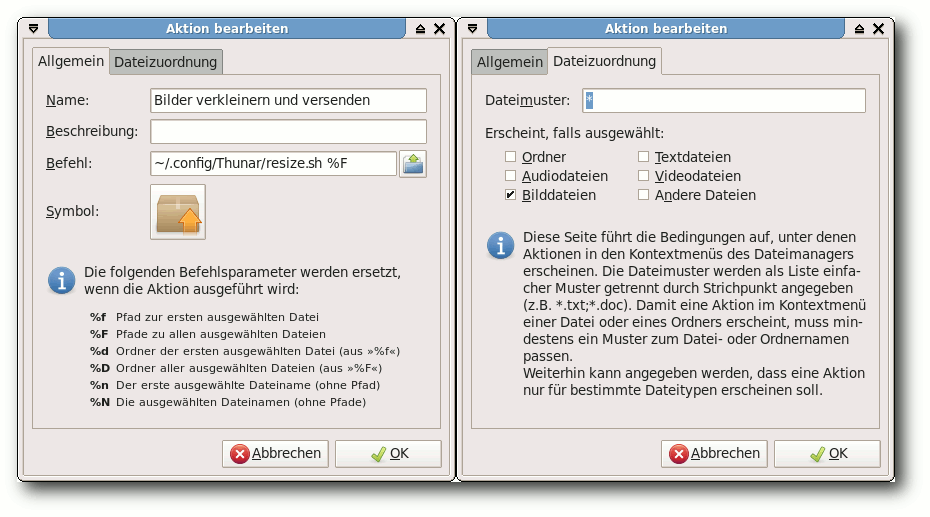 Aktion bearbeiten
Allgemein Dateizuordnung
Name: Bilder verkleinern und versenden
Beschreibung:
Befehl: ~/.config/Thunar/resize.sh %F
Symbol:
Die folgenden Befehlsparameter werden ersetzt,
wenn die Aktion ausgeführt wird:
%f Pfad zur ersten ausgewählten Datei
%F Pfade zu allen ausgewählten Dateien
%d Ordner der ersten ausgewählten Datei (aus »%f«)
%D Ordner aller ausgewählten Dateien (aus »%F«)
%n Der erste ausgewählte Dateiname (ohne Pfad)
%N Die ausgewählten Dateinamen (ohne Pfade)
Abbrechen OK
Aktion bearbeiten
Allgemein Dateizuordnung
Dateimuster: *
Erscheint, falls ausgewählt:
Ordner Textdateien
Audiodateien Videodateien
Bilddateien Andere Dateien
Diese Seite führt die Bedingungen auf, unter denen
Aktionen in den Kontextmenüs des Dateimanagers
erscheinen. Die Dateimuster werden als Liste einfa-
cher Muster getrennt durch Strichpunkt angegeben
(z.B. *.txt;*.doc). Damit eine Aktion im Kontextmenü
einer Datei oder eines Ordners erscheint, muss min-
destens ein Muster zum Datei- oder Ordnernamen
passen.
Weiterhin kann angegeben werden, dass eine Aktion
nur für bestimmte Dateitypen erscheinen soll.
Abbrechen OK